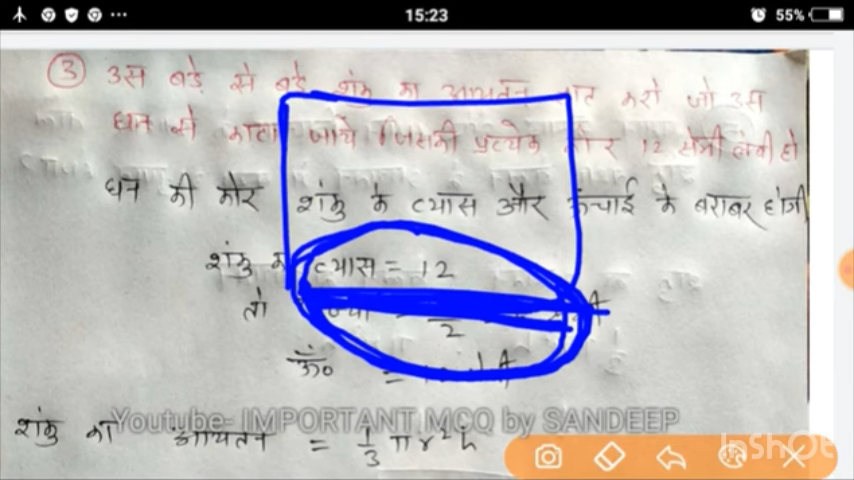 15:23
55%
③ उस बड़े से बड़े शंकु का आयतन करो जो उस
घन से काटा जाये जिसकी प्रत्येक कोर 12 सेमी लंबी हो
घन की कोर शंकु के व्यास और ऊंचाई के बराबर होगी
शंकु का व्यास = 12
तो
2
ऊँ० =
शंकु का आयतन = 1/3 πr²h
Youtube- IMPORTANT MCQ by SANDEEP
InShOt